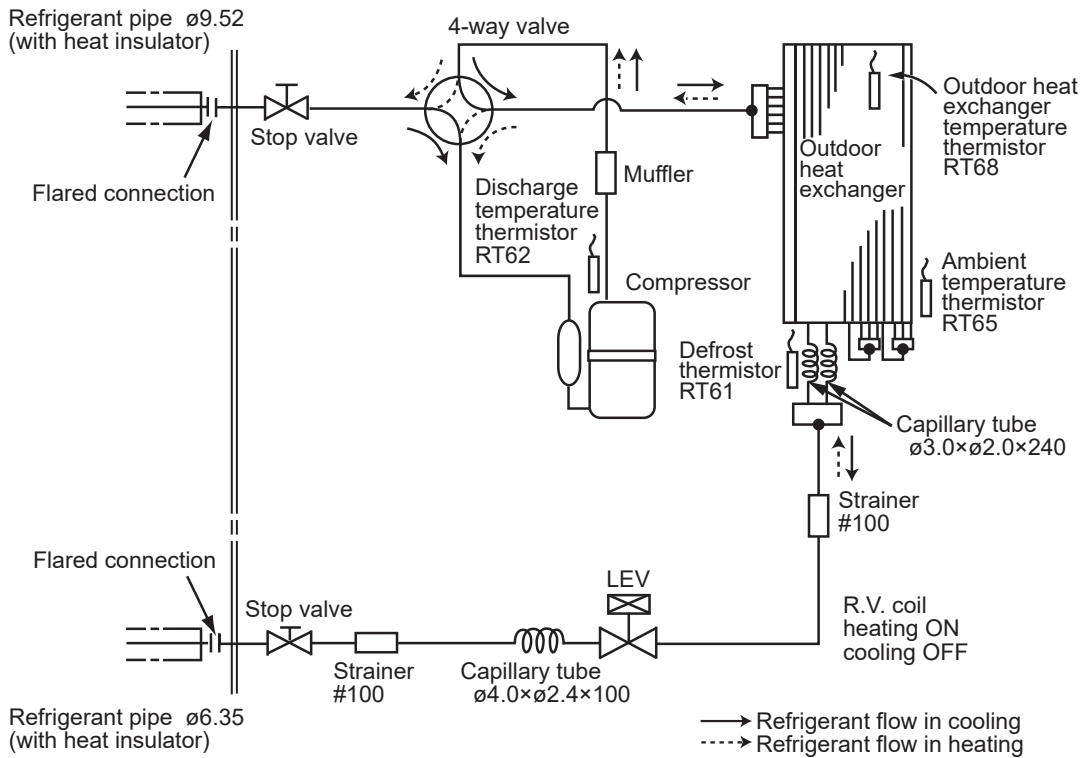 Refrigerant pipe ø9.52
(with heat insulator)
4-way valve
Stop valve
Flared connection
Muffler
Discharge
temperature
thermistor
RT62
Compressor
Outdoor
heat
exchanger
Outdoor heat
exchanger
temperature
thermistor
RT68
Ambient
temperature
thermistor
RT65
Defrost
thermistor
RT61
Capillary tube
ø3.0×ø2.0×240
Strainer
#100
Flared connection
Stop valve
LEV
R.V. coil
heating ON
cooling OFF
Strainer
#100
Capillary tube
ø4.0×ø2.4×100
Refrigerant pipe ø6.35
(with heat insulator)
Refrigerant flow in cooling
Refrigerant flow in heating